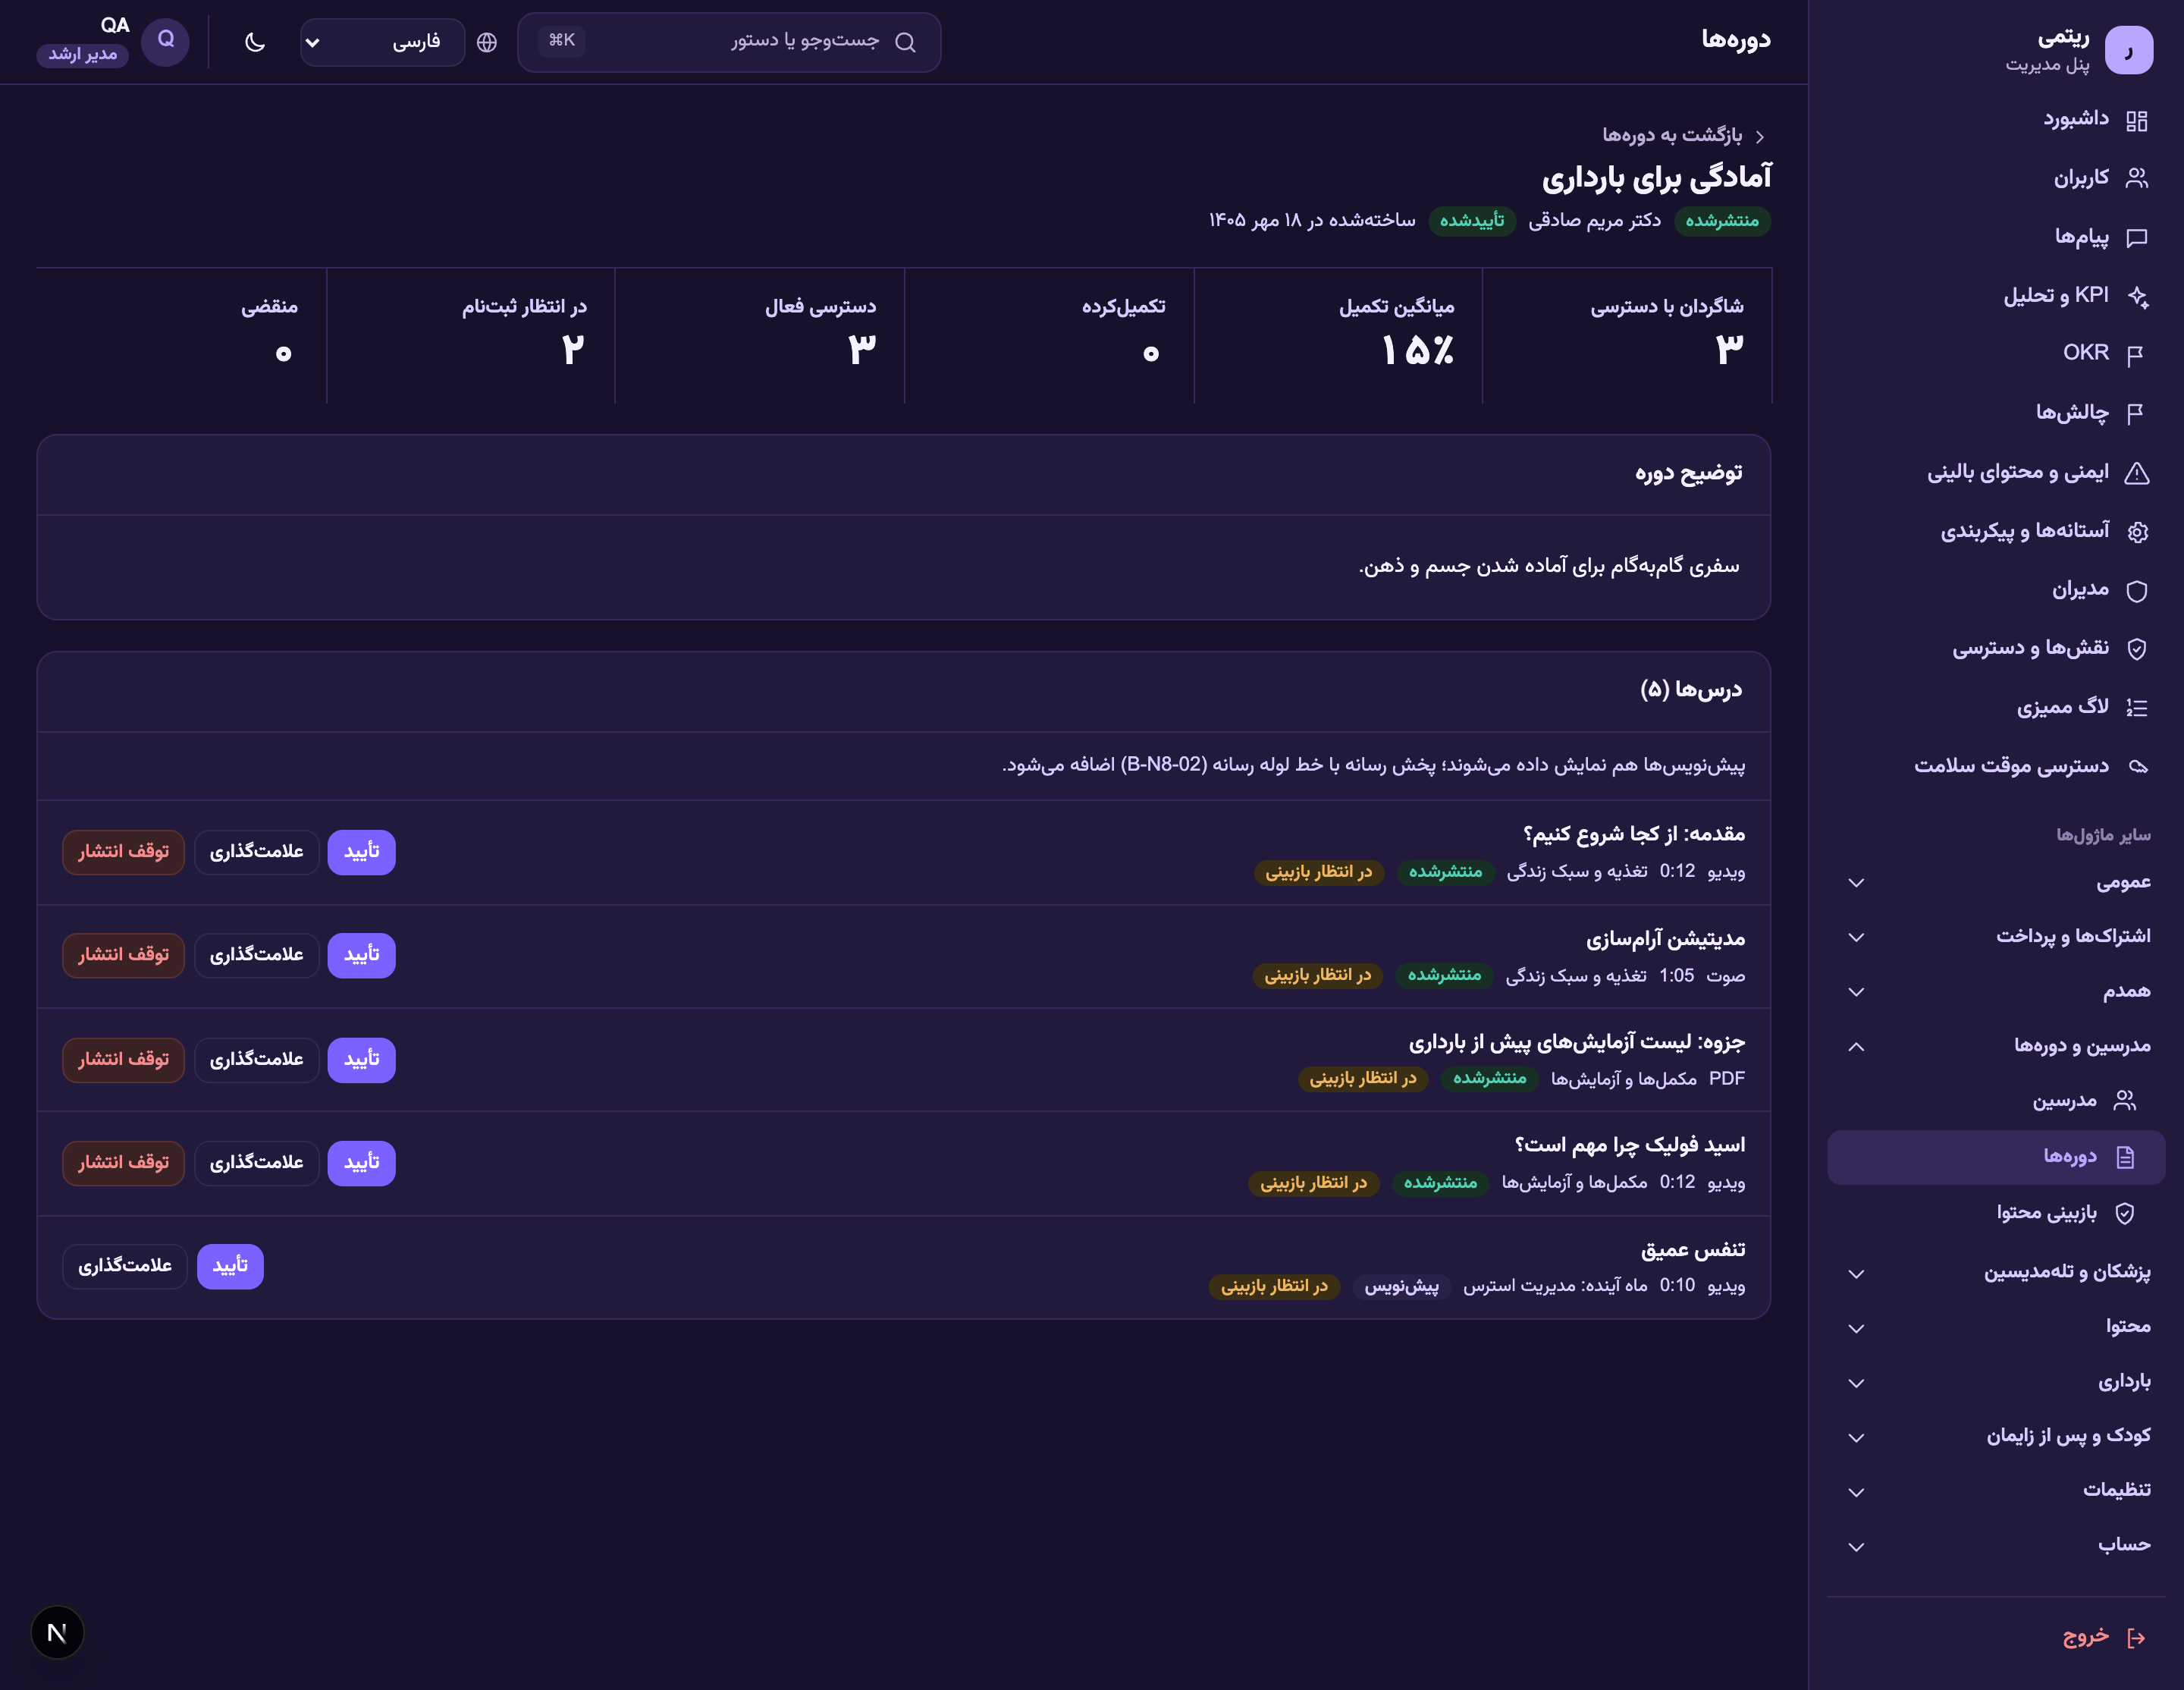 ر
ریتمی
پنل مدیریت
داشبورد
کاربران
پیام‌ها
KPI و تحلیل
OKR
چالش‌ها
ایمنی و محتوای بالینی
آستانه‌ها و پیکربندی
مدیران
نقش‌ها و دسترسی
لاگ ممیزی
دسترسی موقت سلامت
سایر ماژول‌ها
عمومی
اشتراک‌ها و پرداخت
همدم
مدرسین و دوره‌ها
مدرسین
دوره‌ها
بازبینی محتوا
پزشکان و تله‌مدیسین
محتوا
بارداری
کودک و پس از زایمان
تنظیمات
حساب
خروج
دوره‌ها
جست‌وجو یا دستور ⌘K
فارسی
Q
QA
مدیر ارشد
بازگشت به دوره‌ها
آمادگی برای بارداری
منتشرشده دکتر مریم صادقی تأییدشده ساخته‌شده در ۱۸ مهر ۱۴۰۵
شاگردان با دسترسی
۳
میانگین تکمیل
۱۵٪
تکمیل‌کرده
۰
دسترسی فعال
۳
در انتظار ثبت‌نام
۲
منقضی
۰
توضیح دوره
سفری گام‌به‌گام برای آماده شدن جسم و ذهن.
درس‌ها (۵)
پیش‌نویس‌ها هم نمایش داده می‌شوند؛ پخش رسانه با خط لوله رسانه (B-N8-02) اضافه می‌شود.
مقدمه: از کجا شروع کنیم؟
ویدیو 0:12 تغذیه و سبک زندگی منتشرشده در انتظار بازبینی
تأیید علامت‌گذاری توقف انتشار
مدیتیشن آرام‌سازی
صوت 1:05 تغذیه و سبک زندگی منتشرشده در انتظار بازبینی
تأیید علامت‌گذاری توقف انتشار
جزوه: لیست آزمایش‌های پیش از بارداری
PDF مکمل‌ها و آزمایش‌ها منتشرشده در انتظار بازبینی
تأیید علامت‌گذاری توقف انتشار
اسید فولیک چرا مهم است؟
ویدیو 0:12 مکمل‌ها و آزمایش‌ها منتشرشده در انتظار بازبینی
تأیید علامت‌گذاری توقف انتشار
تنفس عمیق
ویدیو 0:10 ماه آینده: مدیریت استرس پیش‌نویس در انتظار بازبینی
تأیید علامت‌گذاری
N